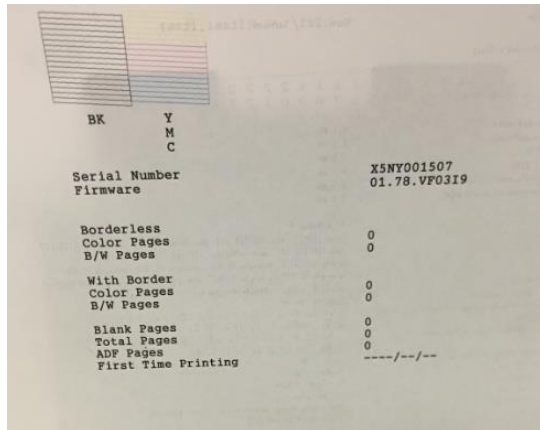 BK Y
M
C
Serial Number X5NY001507
Firmware 01.78.VF03I9
Borderless
Color Pages 0
B/W Pages 0
With Border
Color Pages 0
B/W Pages 0
Blank Pages 0
Total Pages 0
ADF Pages 0
First Time Printing ----/--/--